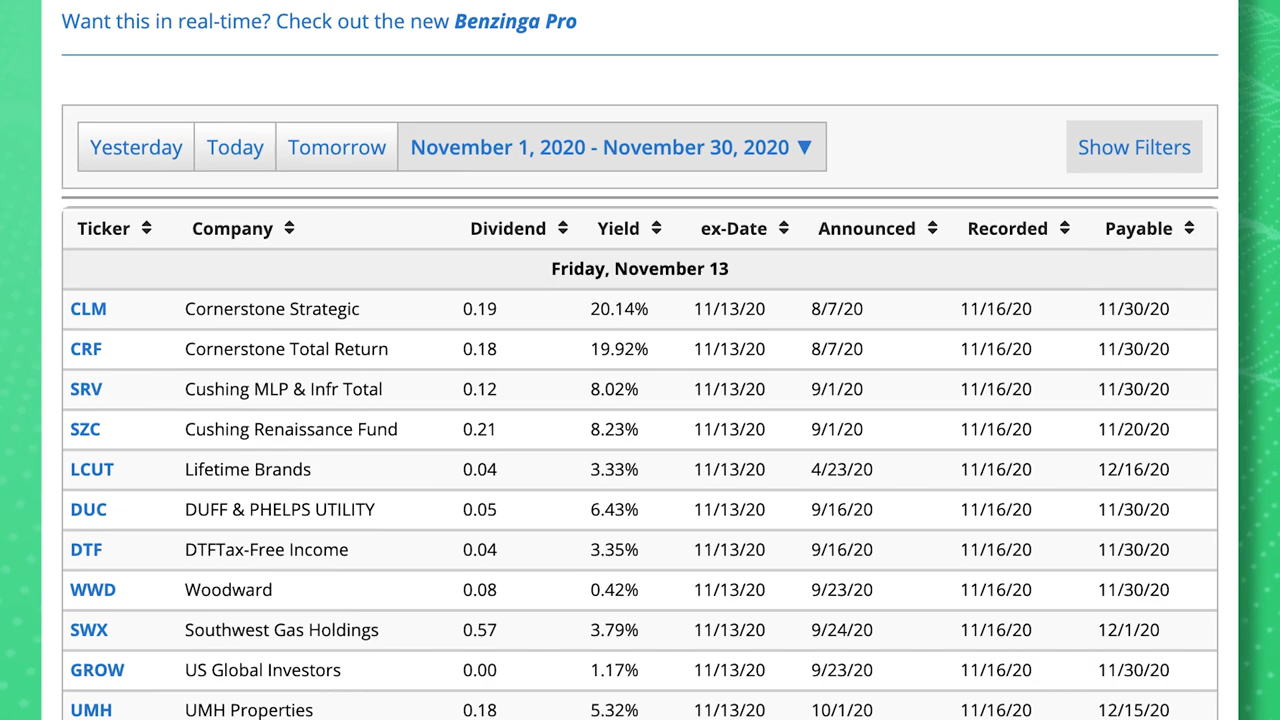 Want this in real-time? Check out the new Benzinga Pro
Yesterday Today Tomorrow November 1, 2020 - November 30, 2020 ▼ Show Filters
Ticker Company Dividend Yield ex-Date Announced Recorded Payable
Friday, November 13
CLM Cornerstone Strategic 0.19 20.14% 11/13/20 8/7/20 11/16/20 11/30/20
CRF Cornerstone Total Return 0.18 19.92% 11/13/20 8/7/20 11/16/20 11/30/20
SRV Cushing MLP & Infr Total 0.12 8.02% 11/13/20 9/1/20 11/16/20 11/30/20
SZC Cushing Renaissance Fund 0.21 8.23% 11/13/20 9/1/20 11/16/20 11/20/20
LCUT Lifetime Brands 0.04 3.33% 11/13/20 4/23/20 11/16/20 12/16/20
DUC DUFF & PHELPS UTILITY 0.05 6.43% 11/13/20 9/16/20 11/16/20 11/30/20
DTF DTFTax-Free Income 0.04 3.35% 11/13/20 9/16/20 11/16/20 11/30/20
WWD Woodward 0.08 0.42% 11/13/20 9/23/20 11/16/20 11/30/20
SWX Southwest Gas Holdings 0.57 3.79% 11/13/20 9/24/20 11/16/20 12/1/20
GROW US Global Investors 0.00 1.17% 11/13/20 9/23/20 11/16/20 11/30/20
UMH UMH Properties 0.18 5.32% 11/13/20 10/1/20 11/16/20 12/15/20